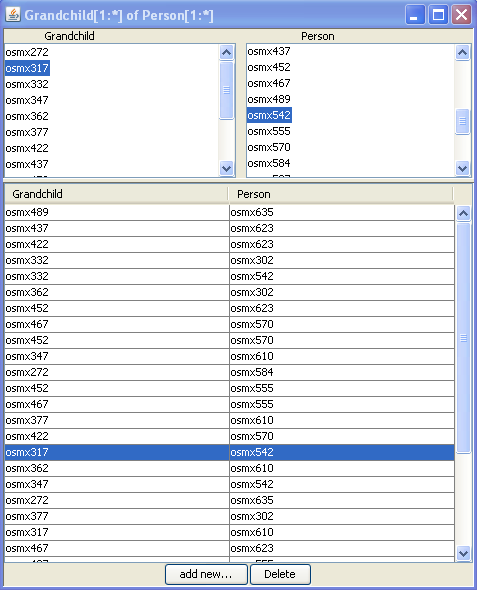 Grandchild[1:*] of Person[1:*]
Grandchild Person
osmx272
osmx317
osmx332
osmx347
osmx362
osmx377
osmx422
osmx437
osmx437
osmx452
osmx467
osmx489
osmx542
osmx555
osmx570
osmx584
Grandchild Person
osmx489 osmx635
osmx437 osmx623
osmx422 osmx623
osmx332 osmx302
osmx332 osmx542
osmx362 osmx302
osmx452 osmx623
osmx467 osmx570
osmx452 osmx570
osmx347 osmx610
osmx272 osmx584
osmx452 osmx555
osmx467 osmx555
osmx377 osmx610
osmx422 osmx570
osmx317 osmx542
osmx362 osmx610
osmx347 osmx542
osmx272 osmx635
osmx377 osmx302
osmx317 osmx610
osmx467 osmx623
add new... Delete